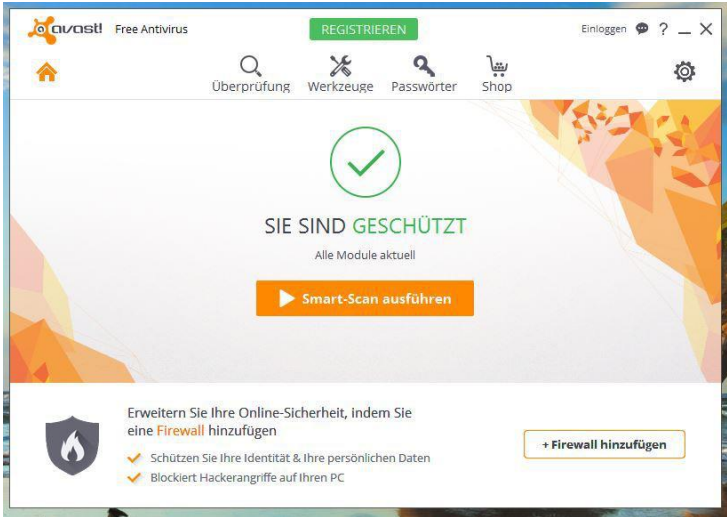 avast! Free Antivirus
REGISTRIEREN
Einloggen ?
Überprüfung Werkzeuge Passwörter Shop
SIE SIND GESCHÜTZT
Alle Module aktuell
Smart-Scan ausführen
Erweitern Sie Ihre Online-Sicherheit, indem Sie
eine Firewall hinzufügen
Schützen Sie Ihre Identität & Ihre persönlichen Daten
Blockiert Hackerangriffe auf Ihren PC
+ Firewall hinzufügen